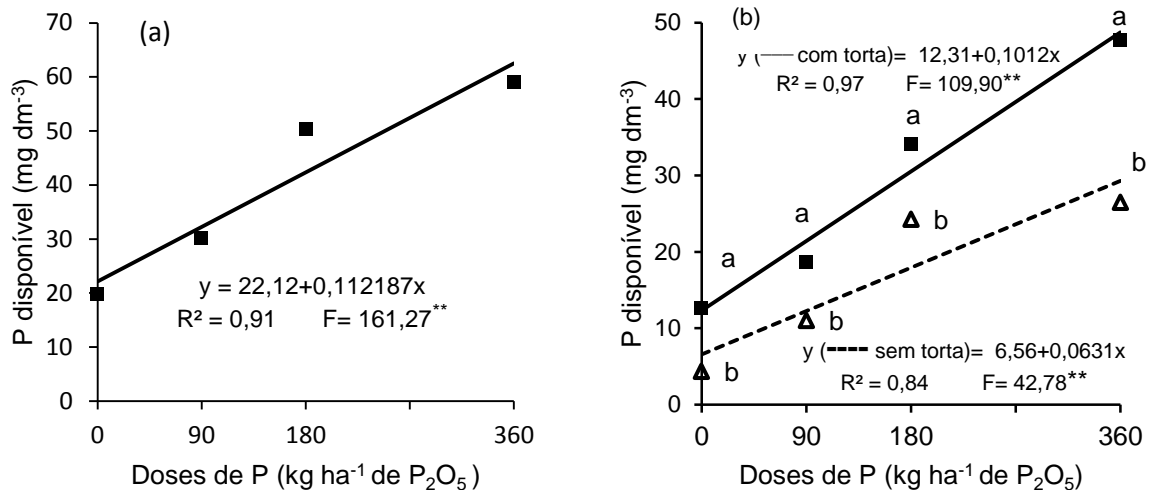 (a)
P disponível (mg dm-3)
70
60
50
40
30
20
10
0
y = 22,12+0,112187x
R² = 0,91 F= 161,27**
0 90 180 360
Doses de P (kg ha-1 de P2O5 )
(b)
P disponível (mg dm-3)
50
40
30
20
10
0
a
y (── com torta)= 12,31+0,1012x
R² = 0,97 F= 109,90**
a
b
a
b
a
b
y (---- sem torta)= 6,56+0,0631x
b
R² = 0,84 F= 42,78**
0 90 180 360
Doses de P (kg ha-1 de P2O5)